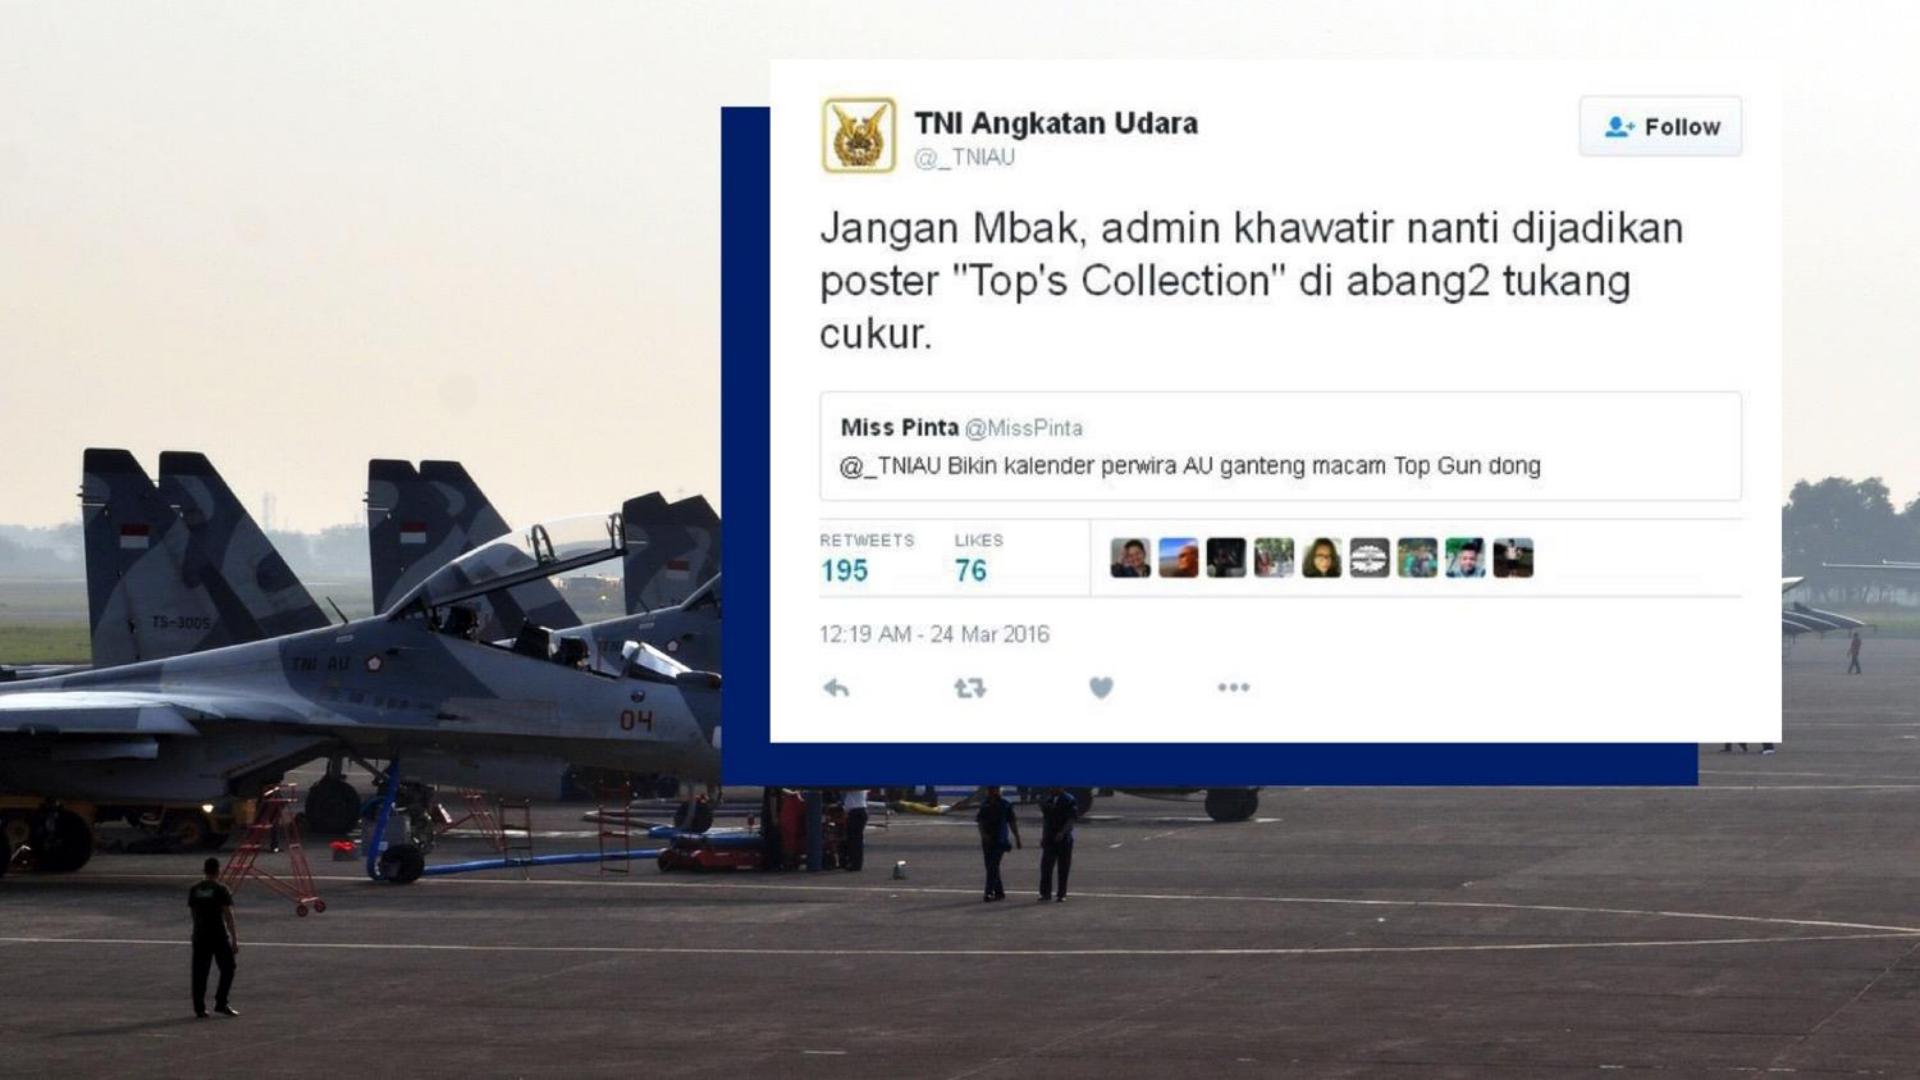 TNI Angkatan Udara
@_TNIAU
Follow
Jangan Mbak, admin khawatir nanti dijadikan
poster "Top's Collection" di abang2 tukang
cukur.
Miss Pinta @MissPinta
@_TNIAU Bikin kalender perwira AU ganteng macam Top Gun dong
RETWEETS
LIKES
195
76
12:19 AM - 24 Mar 2016
TS-3005
TNI AU
04